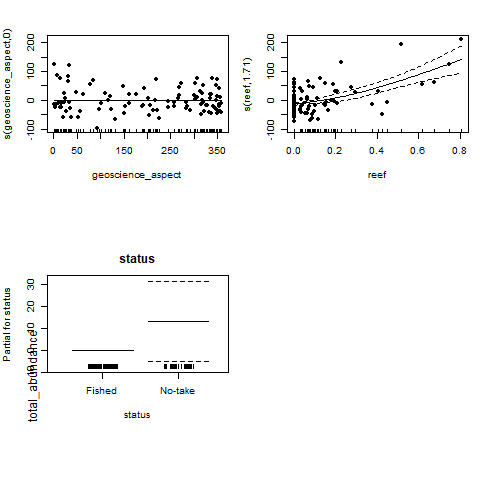 s(geoscience_aspect,0)
200
100
0
-100
0
50
150
250
350
geoscience_aspect
s(reef,1.71)
200
100
0
-100
0.0
0.2
0.4
0.6
0.8
reef
status
Partial for status
total_abundance
30
20
10
Fished
No-take
status